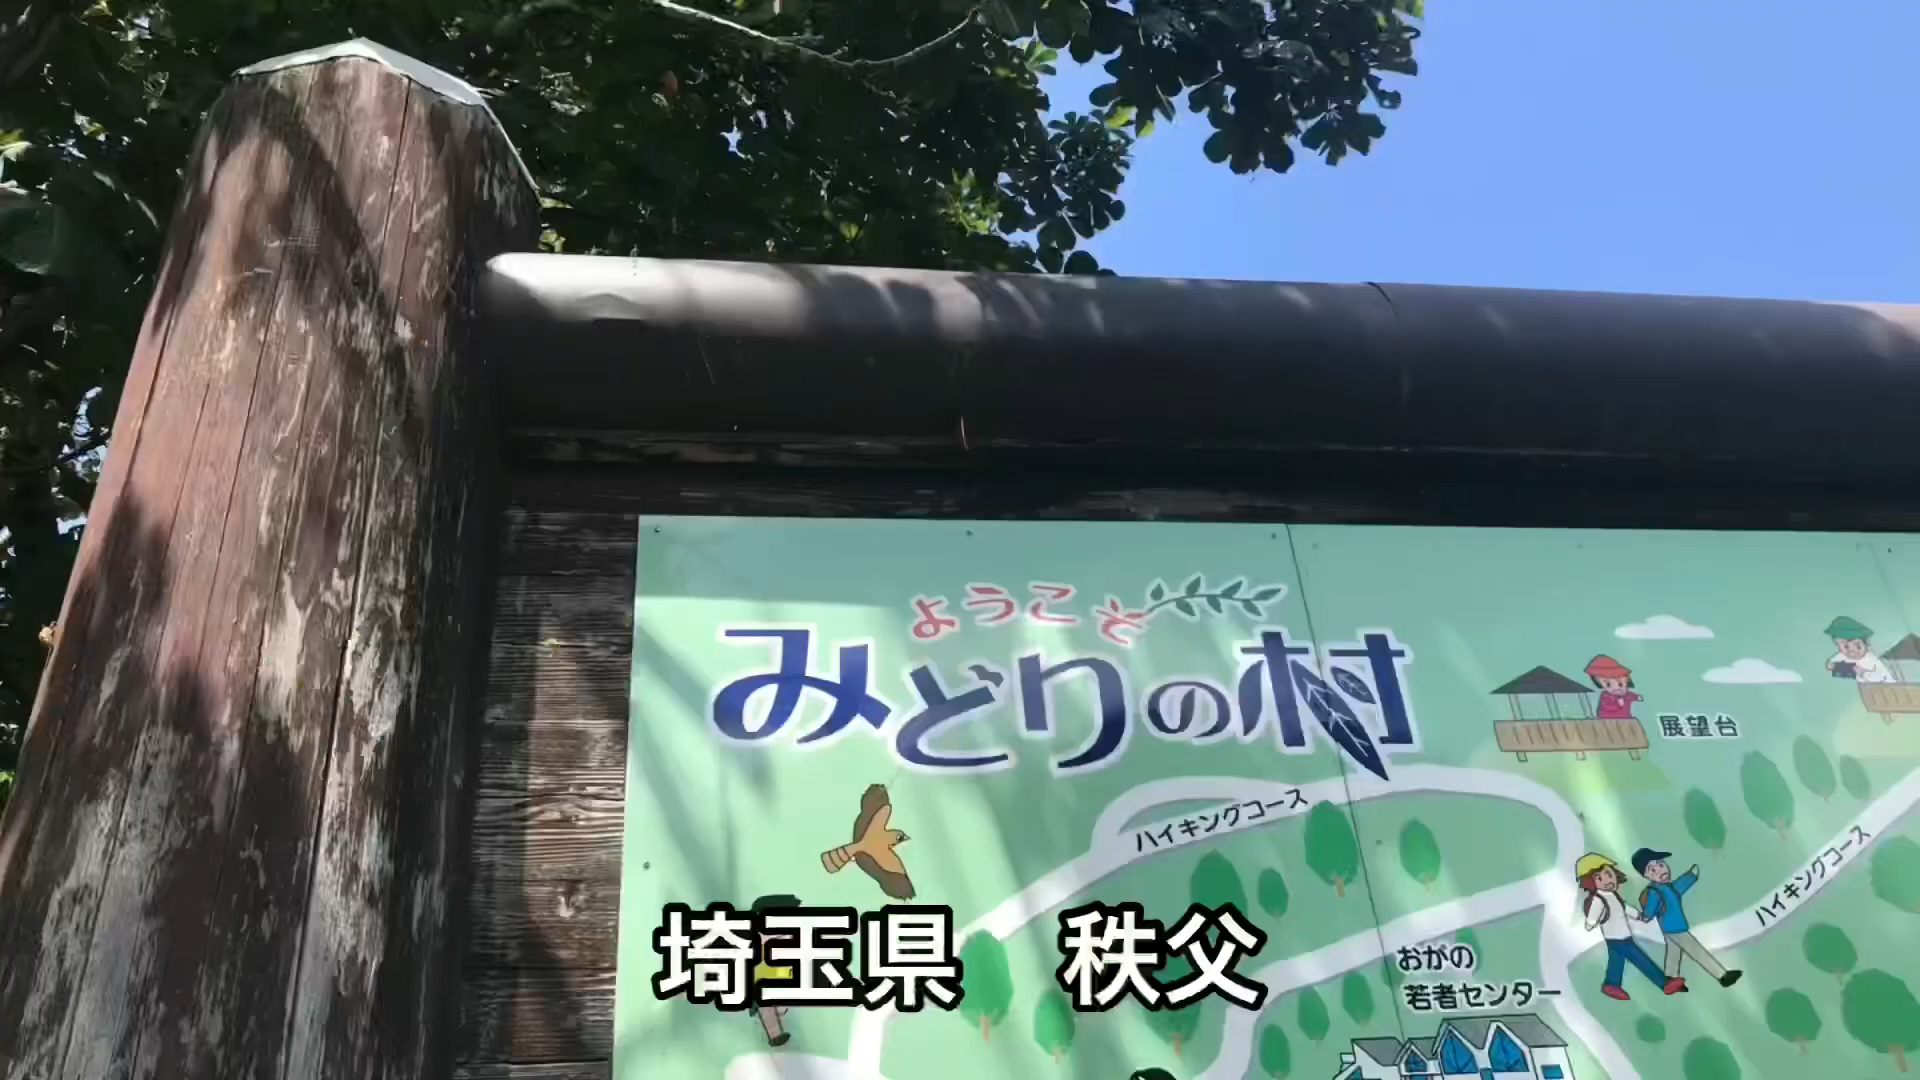 ようこそ
みどりの村
展望台
ハイキングコース
ハイキングコース
おがの
若者センター
埼玉県 秩父